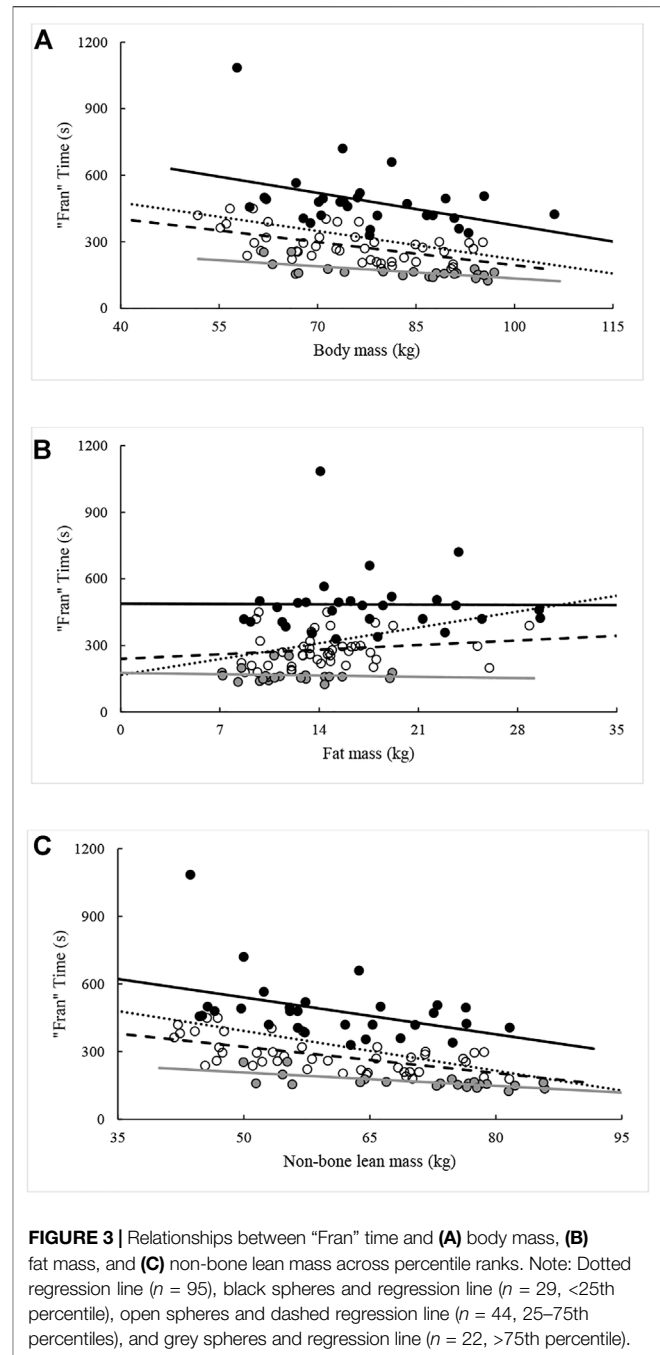 A
1200
900
600
300
0
"Fran" Time (s)
40 55 70 85 100 115
Body mass (kg)
B
1200
900
600
300
0
"Fran" Time (s)
0 7 14 21 28 35
Fat mass (kg)
C
1200
900
600
300
0
"Fran" Time (s)
35 50 65 80 95
Non-bone lean mass (kg)
FIGURE 3 | Relationships between “Fran” time and (A) body mass, (B)
fat mass, and (C) non-bone lean mass across percentile ranks. Note: Dotted
regression line (n = 95), black spheres and regression line (n = 29, <25th
percentile), open spheres and dashed regression line (n = 44, 25–75th
percentiles), and grey spheres and regression line (n = 22, >75th percentile).